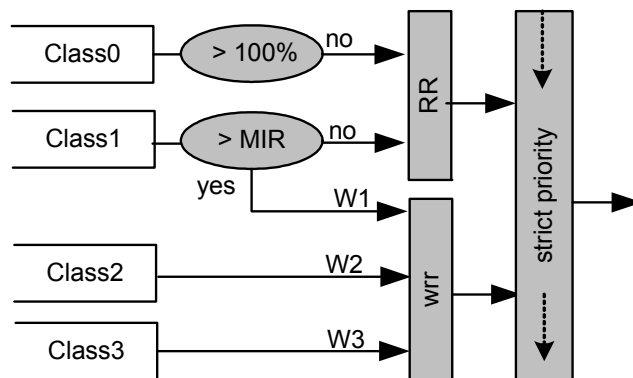 Class0
> 100%
no
Class1
> MIR
no
yes
W1
Class2
W2
Class3
W3
RR
wrr
strict priority